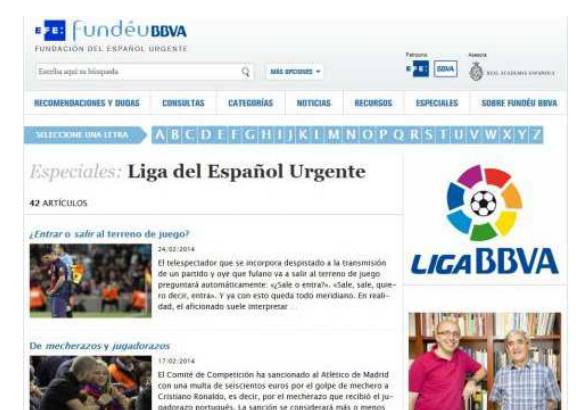 EFE: fundéu BBVA
FUNDACIÓN DEL ESPAÑOL URGENTE
Patrocina
Asesora
Escriba aquí su búsqueda
MÁS OPCIONES
EFE: BBVA REAL ACADEMIA ESPAÑOLA
RECOMENDACIONES Y DUDAS CONSULTAS CATEGORÍAS NOTICIAS RECURSOS ESPECIALES SOBRE FUNDÉU BBVA
SELECCIONE UNA LETRA A B C D E F G H I J K L M N O P Q R S T U V W X Y Z
Especiales: Liga del Español Urgente
42 ARTÍCULOS
¿Entrar o salir al terreno de juego?
24/02/2014
El telespectador que se incorpora despistado a la transmisión
de un partido y oye que fulano va a salir al terreno de juego
preguntará automáticamente: «¿Sale o entra?». «Sale, sale, quie-
ro decir, entra». Y ya con esto queda todo meridiano. En reali-
dad, el aficionado suele interpretar ...
LIGA BBVA
De mecherazos y jugadorazos
17/02/2014
El Comité de Competición ha sancionado al Atlético de Madrid
con una multa de seiscientos euros por el golpe de mechero a
Cristiano Ronaldo, es decir, por el mecherazo que recibió el ju-
gadorazo portugués. La sanción se considerará más o menos